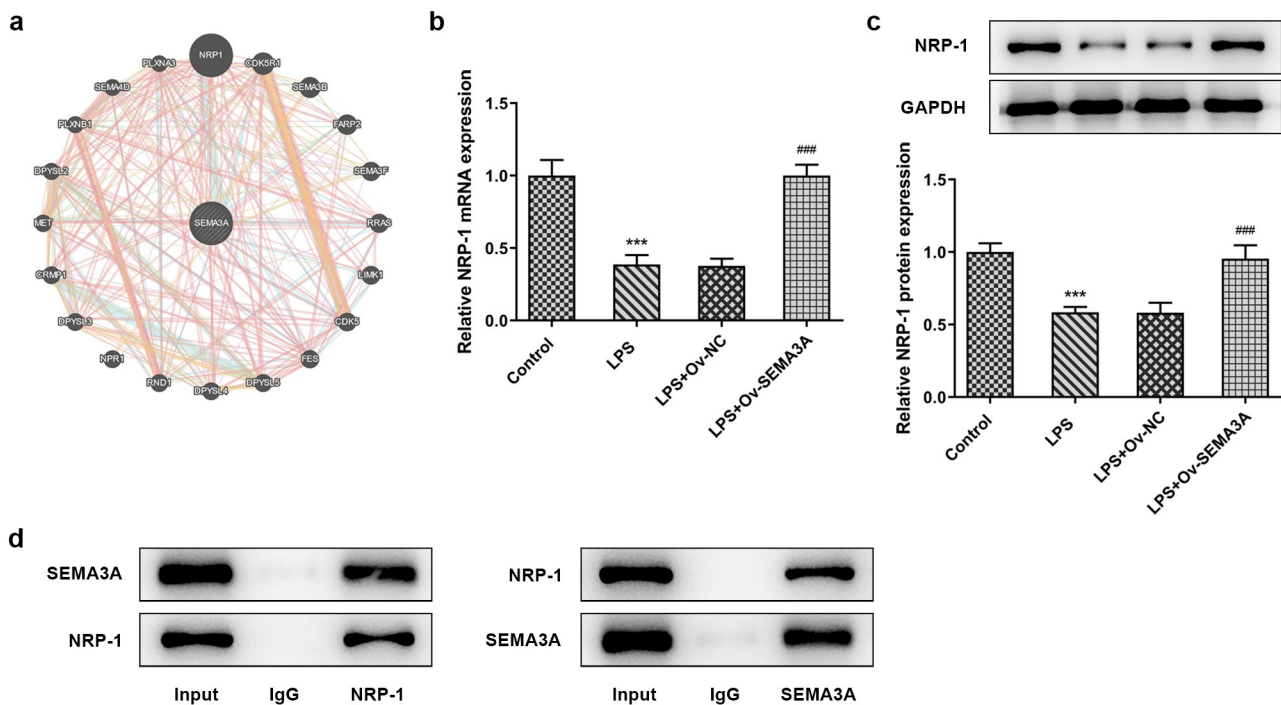 a
NRP1
PLXNA3
CDK5R1
SEMA4D
SEMA3B
PLXNB1
FARP2
DPYSL2
SEMA3F
MET
SEMA3A
RRAS
CRMP1
LIMK1
DPYSL3
CDK5
NPR1
FES
RND1
DPYSL4
DPYSL5
b
Relative NRP-1 mRNA expression
1.5
1.0
0.5
0.0
***
###
Control
LPS
LPS+Ov-NC
LPS+Ov-SEMA3A
c
NRP-1
GAPDH
Relative NRP-1 protein expression
1.5
1.0
0.5
0.0
***
###
Control
LPS
LPS+Ov-NC
LPS+Ov-SEMA3A
d
SEMA3A
NRP-1
Input IgG NRP-1
NRP-1
SEMA3A
Input IgG SEMA3A